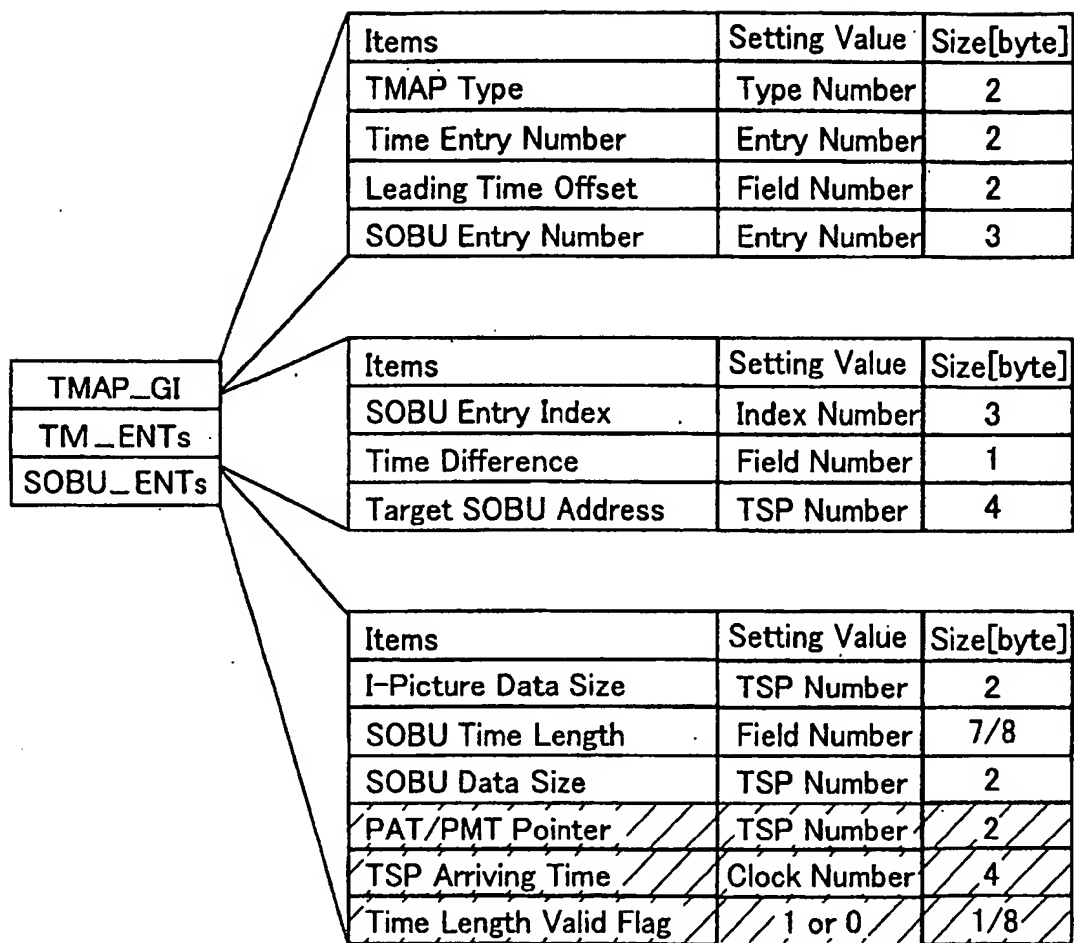 Items Setting Value Size[byte]
TMAP Type Type Number 2
Time Entry Number Entry Number 2
Leading Time Offset Field Number 2
SOBU Entry Number Entry Number 3
TMAP_GI
TM_ENTs
SOBU_ENTs
Items Setting Value Size[byte]
SOBU Entry Index Index Number 3
Time Difference Field Number 1
Target SOBU Address TSP Number 4
Items Setting Value Size[byte]
I-Picture Data Size TSP Number 2
SOBU Time Length Field Number 7/8
SOBU Data Size TSP Number 2
PAT/PMT Pointer TSP Number 2
TSP Arriving Time Clock Number 4
Time Length Valid Flag 1 or 0 1/8